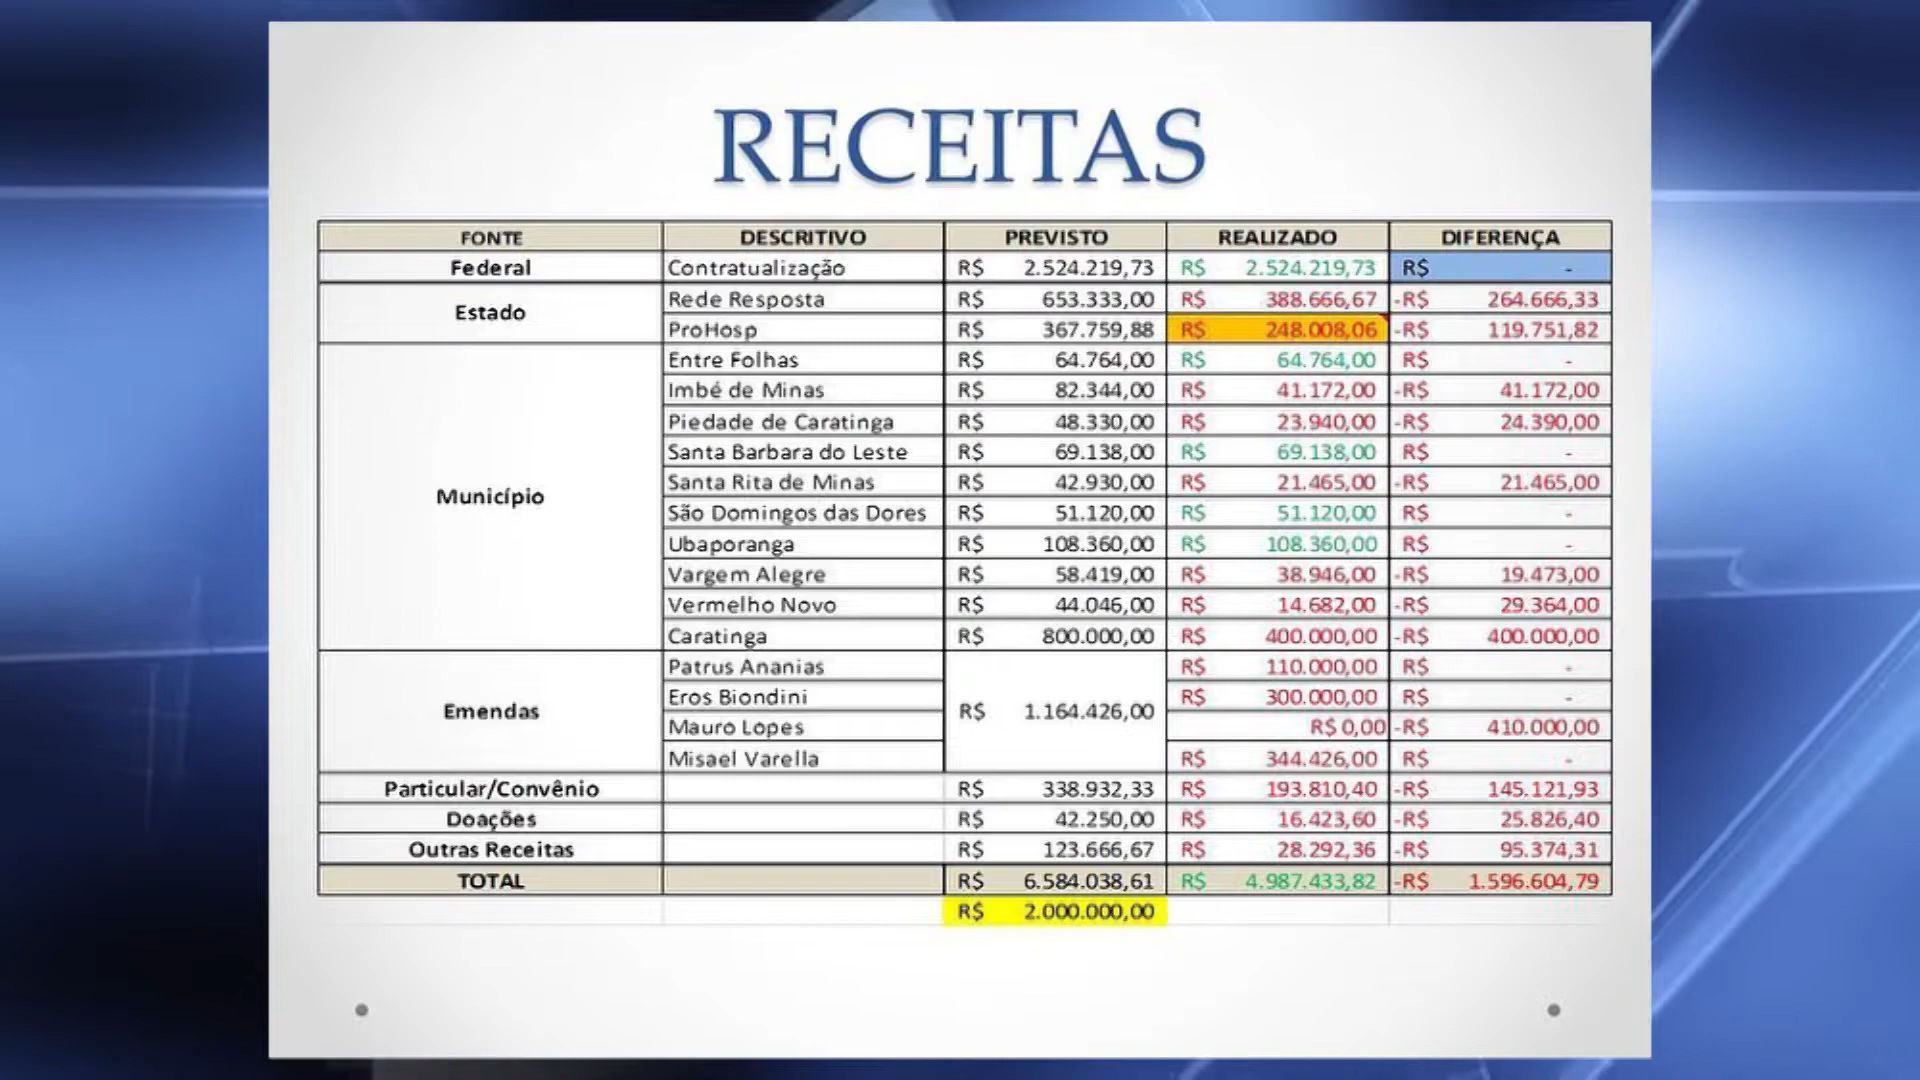 RECEITAS
FONTE DESCRITIVO PREVISTO REALIZADO DIFERENÇA
Federal Contratualização R$ 2.524.219,73 R$ 2.524.219,73 R$ -
Estado Rede Resposta R$ 653.333,00 R$ 388.666,67 -R$ 264.666,33
ProHosp R$ 367.759,88 R$ 248.008,06 -R$ 119.751,82
Município Entre Folhas R$ 64.764,00 R$ 64.764,00 R$ -
Imbé de Minas R$ 82.344,00 R$ 41.172,00 -R$ 41.172,00
Piedade de Caratinga R$ 48.330,00 R$ 23.940,00 -R$ 24.390,00
Santa Barbara do Leste R$ 69.138,00 R$ 69.138,00 R$ -
Santa Rita de Minas R$ 42.930,00 R$ 21.465,00 -R$ 21.465,00
São Domingos das Dores R$ 51.120,00 R$ 51.120,00 R$ -
Ubaporanga R$ 108.360,00 R$ 108.360,00 R$ -
Vargem Alegre R$ 58.419,00 R$ 38.946,00 -R$ 19.473,00
Vermelho Novo R$ 44.046,00 R$ 14.682,00 -R$ 29.364,00
Caratinga R$ 800.000,00 R$ 400.000,00 -R$ 400.000,00
Emendas Patrus Ananias R$ 1.164.426,00 R$ 110.000,00 R$ -
Eros Biondini R$ 300.000,00 R$ -
Mauro Lopes R$ 0,00 -R$ 410.000,00
Misael Varella R$ 344.426,00 R$ -
Particular/Convênio R$ 338.932,33 R$ 193.810,40 -R$ 145.121,93
Doações R$ 42.250,00 R$ 16.423,60 -R$ 25.826,40
Outras Receitas R$ 123.666,67 R$ 28.292,36 -R$ 95.374,31
TOTAL R$ 6.584.038,61 R$ 4.987.433,82 -R$ 1.596.604,79
R$ 2.000.000,00